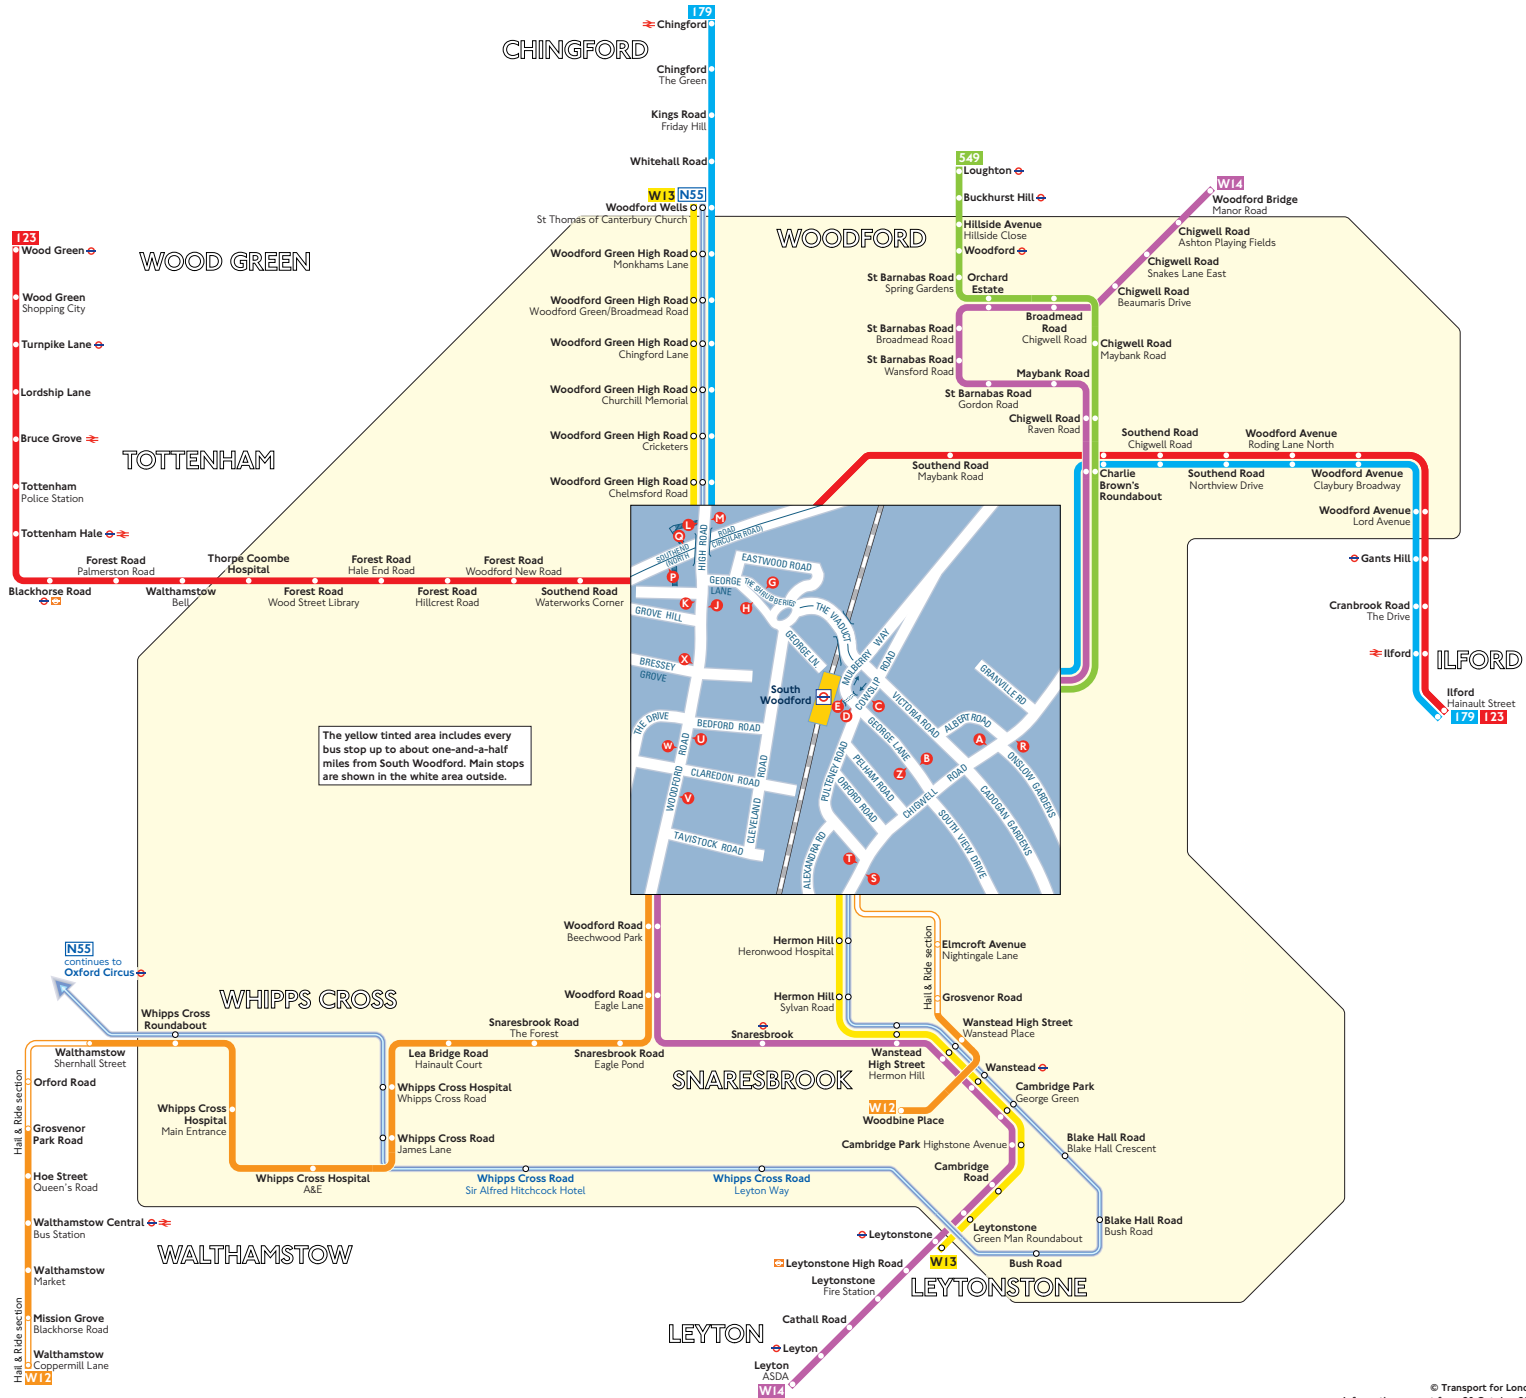 179
Chingford
CHINGFORD
Chingford
The Green
Kings Road
Friday Hill
Whitehall Road
W13 N55
Woodford Wells
St Thomas of Canterbury Church
Woodford Green High Road
Monkhams Lane
Woodford Green High Road
Woodford Green/Broadmead Road
Woodford Green High Road
Chingford Lane
Woodford Green High Road
Churchill Memorial
Woodford Green High Road
Cricketers
Woodford Green High Road
Chelmsford Road
WOODFORD
549
Loughton
Buckhurst Hill
Hillside Avenue
Hillside Close
Woodford
St Barnabas Road
Spring Gardens
Orchard
Estate
W14
Woodford Bridge
Manor Road
Chigwell Road
Ashton Playing Fields
Chigwell Road
Snakes Lane East
Chigwell Road
Beaumaris Drive
Broadmead
Road
Chigwell Road
St Barnabas Road
Broadmead Road
St Barnabas Road
Wansford Road
St Barnabas Road
Gordon Road
Maybank Road
Chigwell Road
Maybank Road
Chigwell Road
Raven Road
Southend Road
Maybank Road
Charlie
Brown's
Roundabout
Southend Road
Chigwell Road
Southend Road
Northview Drive
Woodford Avenue
Roding Lane North
Woodford Avenue
Claybury Broadway
Woodford Avenue
Lord Avenue
Gants Hill
Cranbrook Road
The Drive
Ilford
ILFORD
Ilford
Hainault Street
179 123
123
Wood Green
WOOD GREEN
Wood Green
Shopping City
Turnpike Lane
Lordship Lane
Bruce Grove
TOTTENHAM
Tottenham
Police Station
Tottenham Hale
Blackhorse Road
Forest Road
Palmerston Road
Walthamstow
Bell
Thorpe Coombe
Hospital
Forest Road
Wood Street Library
Forest Road
Hale End Road
Forest Road
Hillcrest Road
Forest Road
Woodford New Road
Southend Road
Waterworks Corner
The yellow tinted area includes every
bus stop up to about one-and-a-half
miles from South Woodford. Main stops
are shown in the white area outside.
M
L
Q
SOUTHEND ROAD
(NORTH CIRCULAR ROAD)
HIGH ROAD
P
EASTWOOD ROAD
G
GEORGE
LANE
THE SHRUBBERIES
K
J
H
GROVE HILL
THE VIADUCT
GEORGE LN.
MULBERRY WAY
X
BRESSEY
GROVE
South
Woodford
COWSLIP ROAD
E
D
C
GRANVILLE RD
VICTORIA ROAD
ALBERT ROAD
THE DRIVE
BEDFORD ROAD
W
U
GEORGE LANE
A
R
B
Z
CLAREDON ROAD
WOODFORD ROAD
V
CLEVELAND ROAD
PULTENEY ROAD
PELHAM ROAD
ORFORD ROAD
CHIGWELL ROAD
ONSLOW GARDENS
CADOGAN GARDENS
SOUTH VIEW DRIVE
TAVISTOCK ROAD
ALEXANDRA RD
T
S
Woodford Road
Beechwood Park
Woodford Road
Eagle Lane
Hermon Hill
Heronwood Hospital
Hermon Hill
Sylvan Road
Hail & Ride section
Elmcroft Avenue
Nightingale Lane
Grosvenor Road
Wanstead High Street
Wanstead Place
Snaresbrook
SNARESBROOK
Wanstead
High Street
Hermon Hill
Wanstead
Cambridge Park
George Green
W12
Woodbine Place
Cambridge Park Highstone Avenue
Blake Hall Road
Blake Hall Crescent
Cambridge
Road
Blake Hall Road
Bush Road
Bush Road
Leytonstone
Green Man Roundabout
Leytonstone
W13
LEYTONSTONE
Leytonstone High Road
Leytonstone
Fire Station
Cathall Road
LEYTON
Leyton
Leyton
ASDA
W14
N55
continues to
Oxford Circus
WHIPPS CROSS
Whipps Cross
Roundabout
Walthamstow
Shernhall Street
Hail & Ride section
Orford Road
Grosvenor
Park Road
Hoe Street
Queen's Road
Walthamstow Central
Bus Station
WALTHAMSTOW
Walthamstow
Market
Hail & Ride section
Mission Grove
Blackhorse Road
Walthamstow
Coppermill Lane
W12
Whipps Cross
Hospital
Main Entrance
Whipps Cross Hospital
A&E
Lea Bridge Road
Hainault Court
Snaresbrook Road
The Forest
Snaresbrook Road
Eagle Pond
Whipps Cross Hospital
Whipps Cross Road
Whipps Cross Road
James Lane
Whipps Cross Road
Sir Alfred Hitchcock Hotel
Whipps Cross Road
Leyton Way
© Transport for Lon